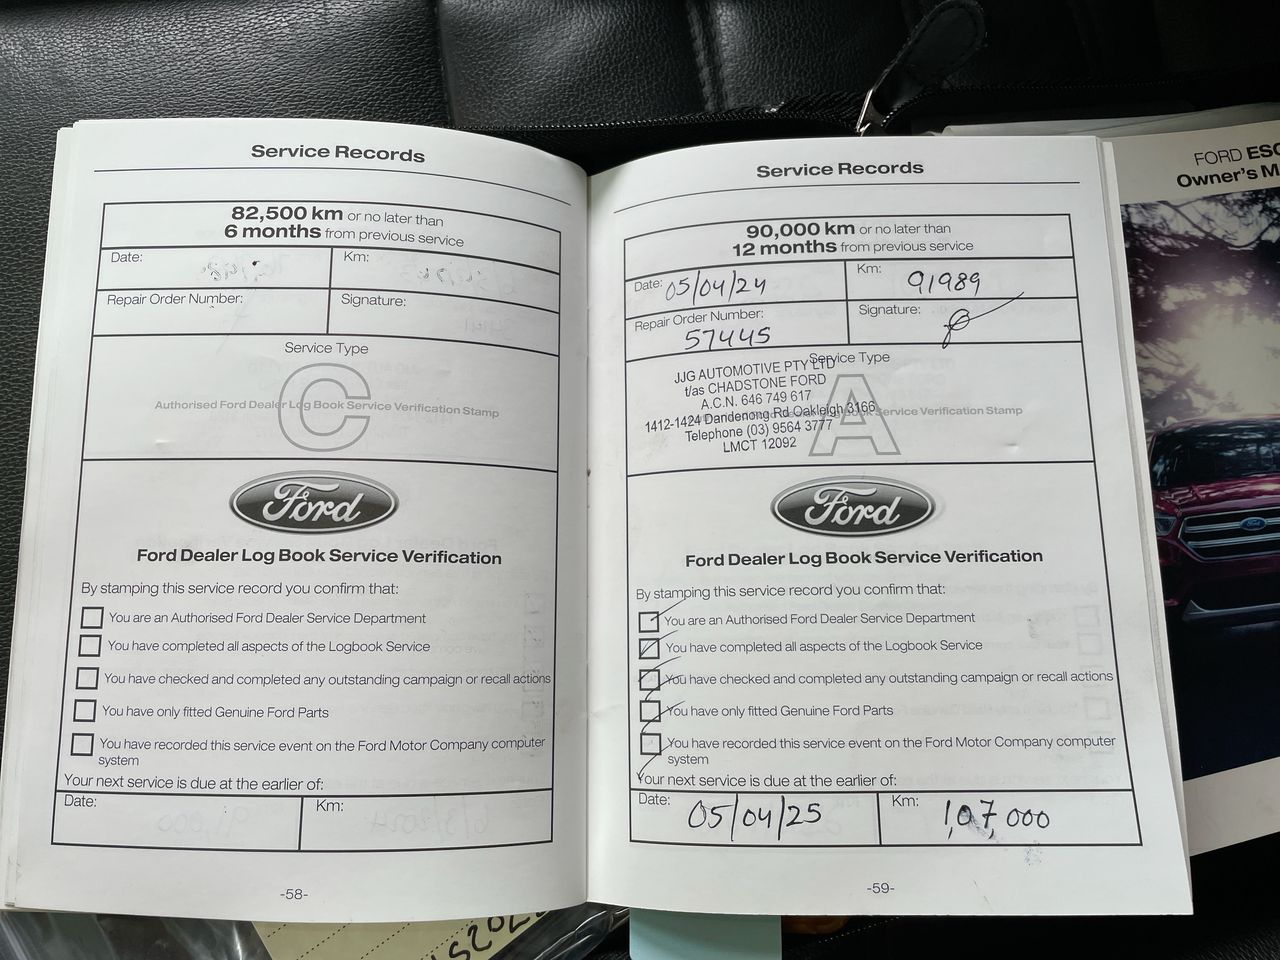 Service Records
82,500 km or no later than
6 months from previous service
Date:
Km:
Repair Order Number:
Signature:
Service Type
C
Authorised Ford Dealer Log Book Service Verification Stamp
Ford
Ford Dealer Log Book Service Verification
By stamping this service record you confirm that:
You are an Authorised Ford Dealer Service Department
You have completed all aspects of the Logbook Service
You have checked and completed any outstanding campaign or recall actions
You have only fitted Genuine Ford Parts
You have recorded this service event on the Ford Motor Company computer
system
Your next service is due at the earlier of:
Date:
Km:
-58-
Service Records
90,000 km or no later than
12 months from previous service
Date: 05/04/24
Km: 91989
Repair Order Number: 57445
Signature:
Service Type
JJG AUTOMOTIVE PTY LTD
t/as CHADSTONE FORD
A.C.N. 646 749 617
1412-1424 Dandenong Rd Oakleigh 3166
Telephone (03) 9564 3777
LMCT 12092
A
Service Verification Stamp
Ford
Ford Dealer Log Book Service Verification
By stamping this service record you confirm that:
You are an Authorised Ford Dealer Service Department
You have completed all aspects of the Logbook Service
You have checked and completed any outstanding campaign or recall actions
You have only fitted Genuine Ford Parts
You have recorded this service event on the Ford Motor Company computer
system
Your next service is due at the earlier of:
Date: 05/04/25
Km: 107,000
-59-
FORD ESC
Owner's M
Ford